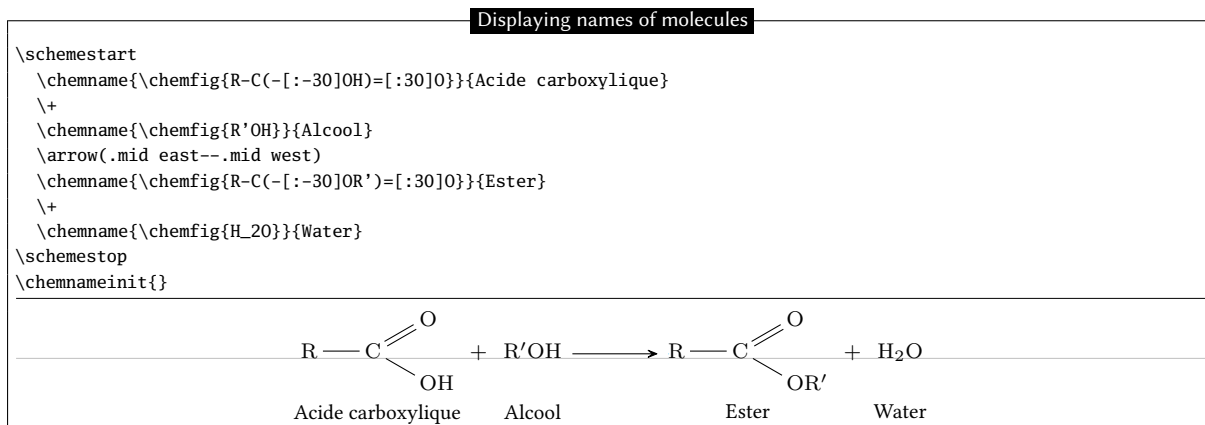 Displaying names of molecules
\schemestart
\chemname{\chemfig{R-C(-[:-30]OH)=[:30]O}}{Acide carboxylique}
\+
\chemname{\chemfig{R’OH}}{Alcool}
\arrow(.mid east--.mid west)
\chemname{\chemfig{R-C(-[:-30]OR’)=[:30]O}}{Ester}
\+
\chemname{\chemfig{H_2O}}{Water}
\schemestop
\chemnameinit{}
O O
R C + R′OH R C + H₂O
OH OR′
Acide carboxylique Alcool Ester Water